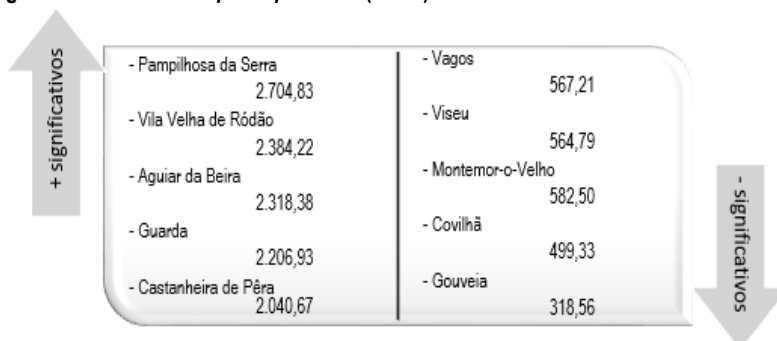 + significativos
- Pampilhosa da Serra
2.704,83
- Vila Velha de Ródão
2.384,22
- Aguiar da Beira
2.318,38
- Guarda
2.206,93
- Castanheira de Pêra
2.040,67
- Vagos
567,21
- Viseu
564,79
- Montemor-o-Velho
582,50
- Covilhã
499,33
- Gouveia
318,56
- significativos